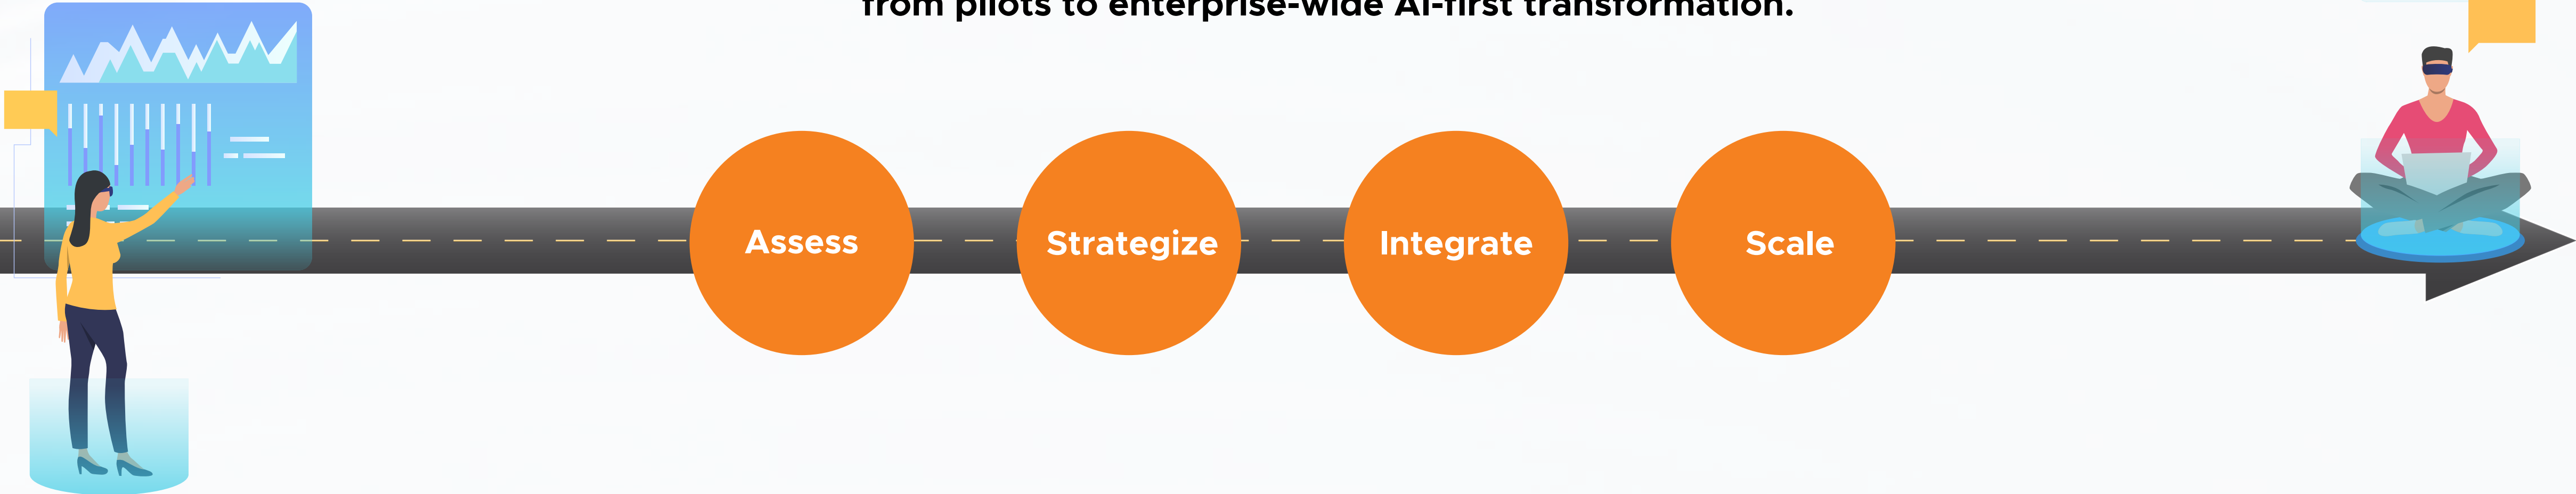 from pilots to enterprise-wide AI-first transformation.
Assess
Strategize
Integrate
Scale